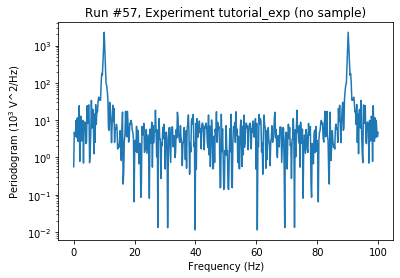 Run #57, Experiment tutorial_exp (no sample)
Periodogram (10³ V^2/Hz)
10³
10²
10¹
10⁰
10⁻¹
10⁻²
0 20 40 60 80 100
Frequency (Hz)